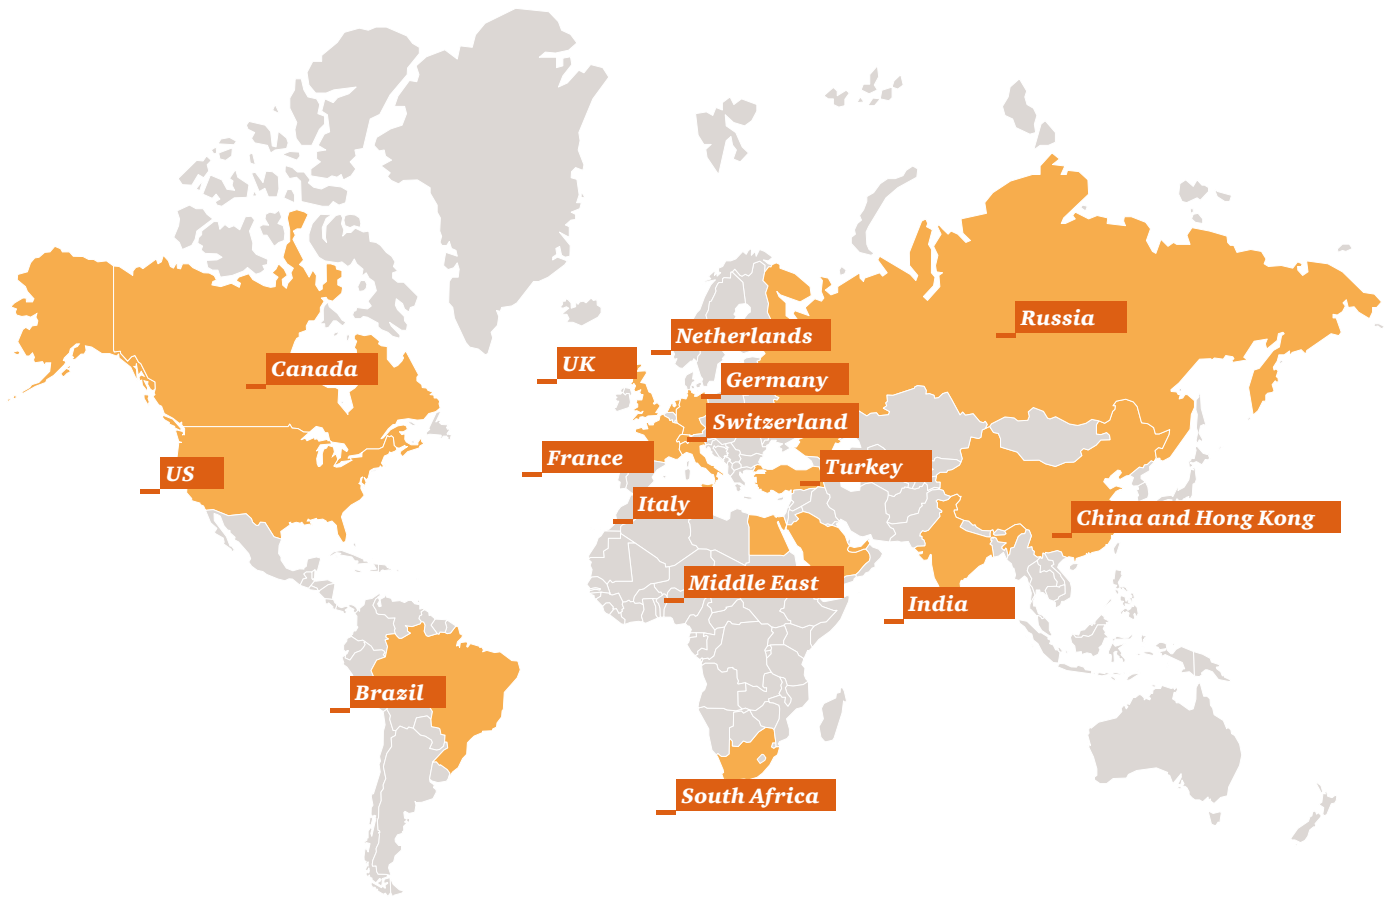 Russia
Netherlands
UK
Canada
Germany
Switzerland
France
Turkey
US
Italy
China and Hong Kong
Middle East
India
Brazil
South Africa